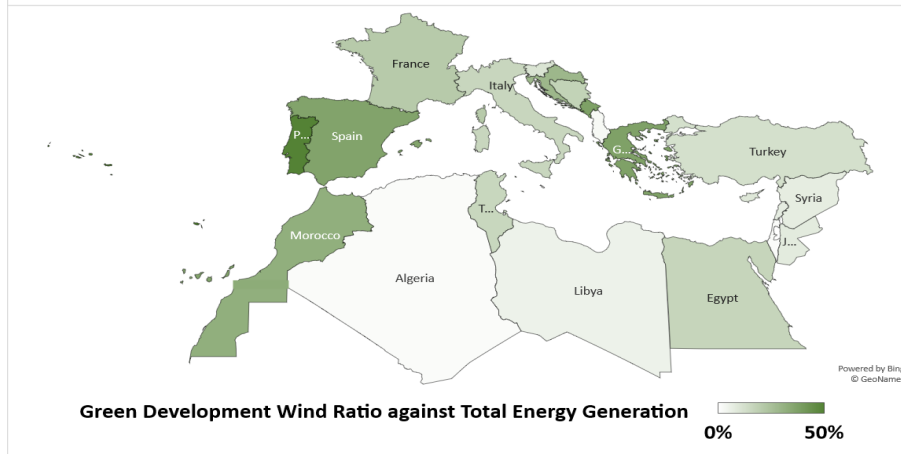 France
Italy
P...
Spain
G...
Turkey
Syria
T...
J...
Morocco
Algeria
Libya
Egypt
Powered by Bing
© GeoName
Green Development Wind Ratio against Total Energy Generation
0%
50%